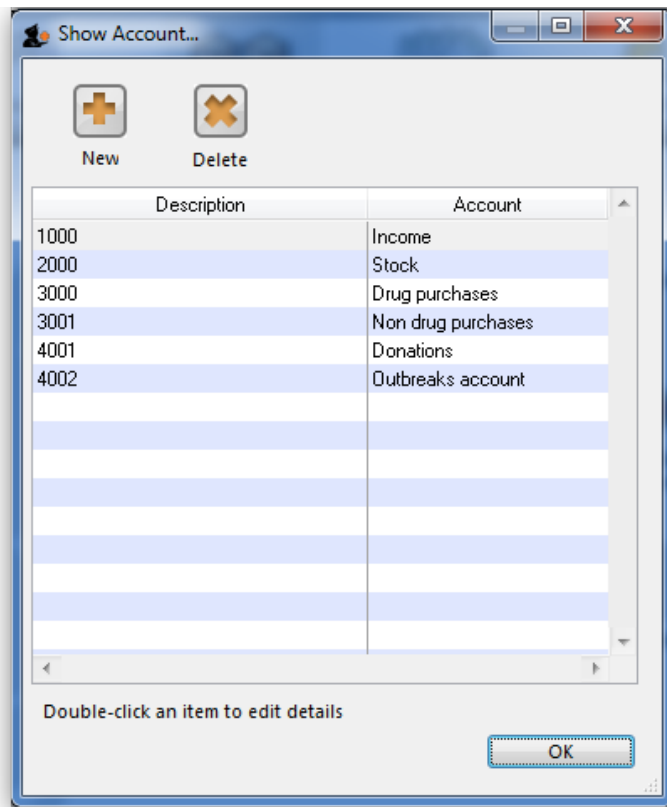 Show Account...
New Delete
Description Account
1000 Income
2000 Stock
3000 Drug purchases
3001 Non drug purchases
4001 Donations
4002 Outbreaks account
Double-click an item to edit details
OK